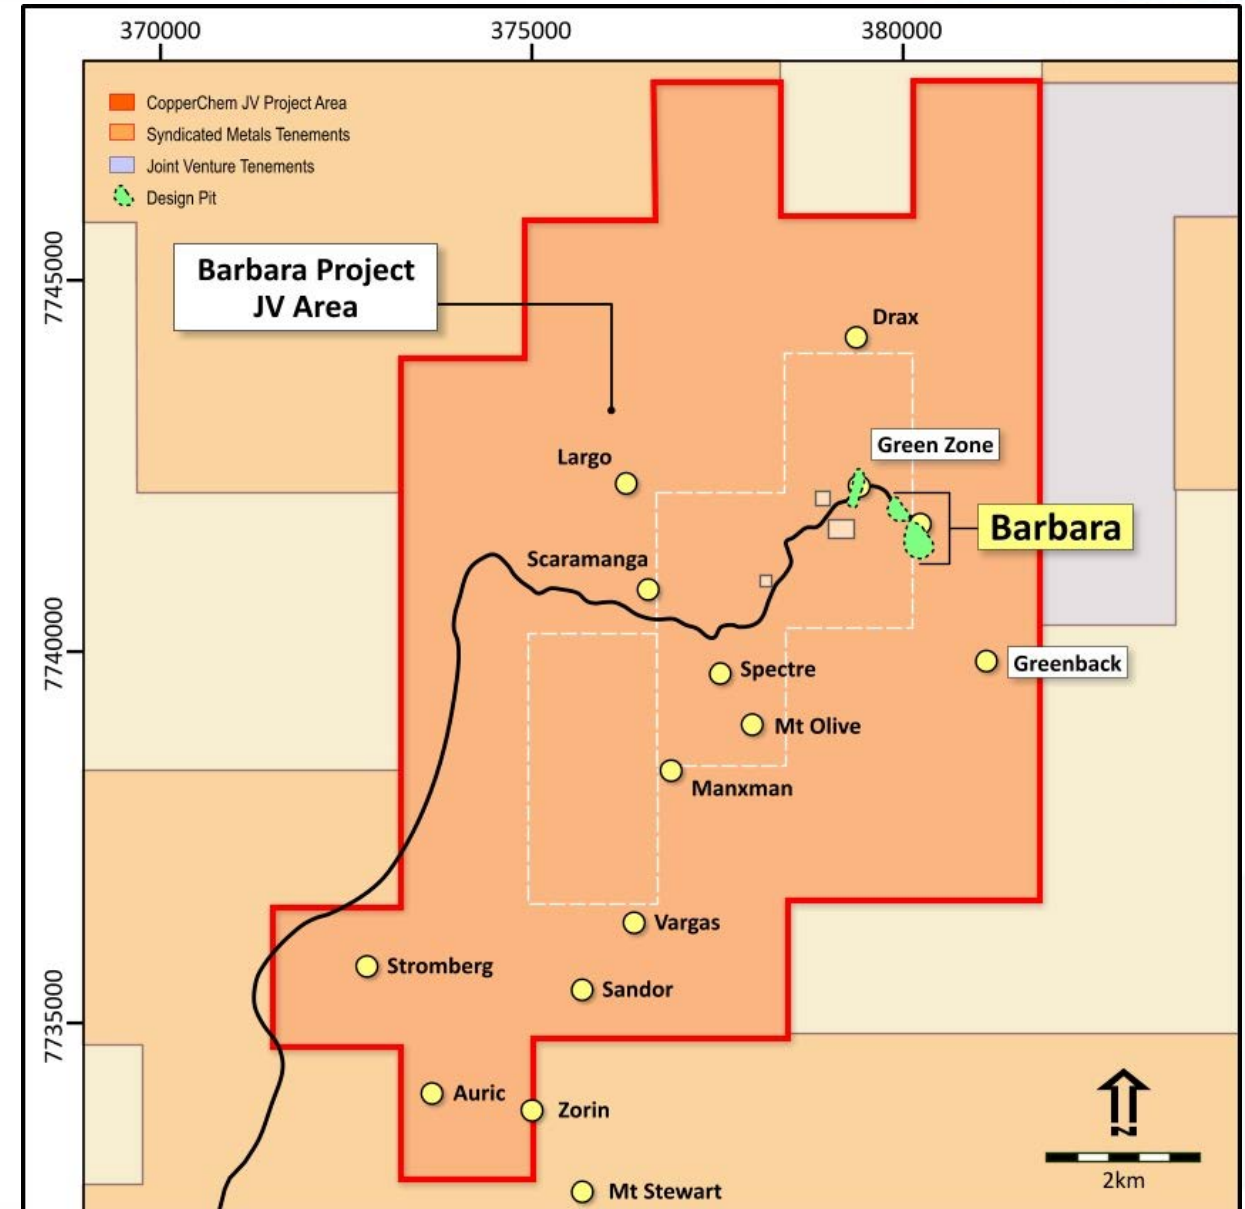 370000
375000
380000
CopperChem JV Project Area
Syndicated Metals Tenements
Joint Venture Tenements
Design Pit
7745000
Barbara Project
JV Area
Drax
Green Zone
Largo
Barbara
Scaramanga
7740000
Greenback
Spectre
Mt Olive
Manxman
Vargas
Stromberg
Sandor
7735000
Auric
Zorin
N
2km
Mt Stewart